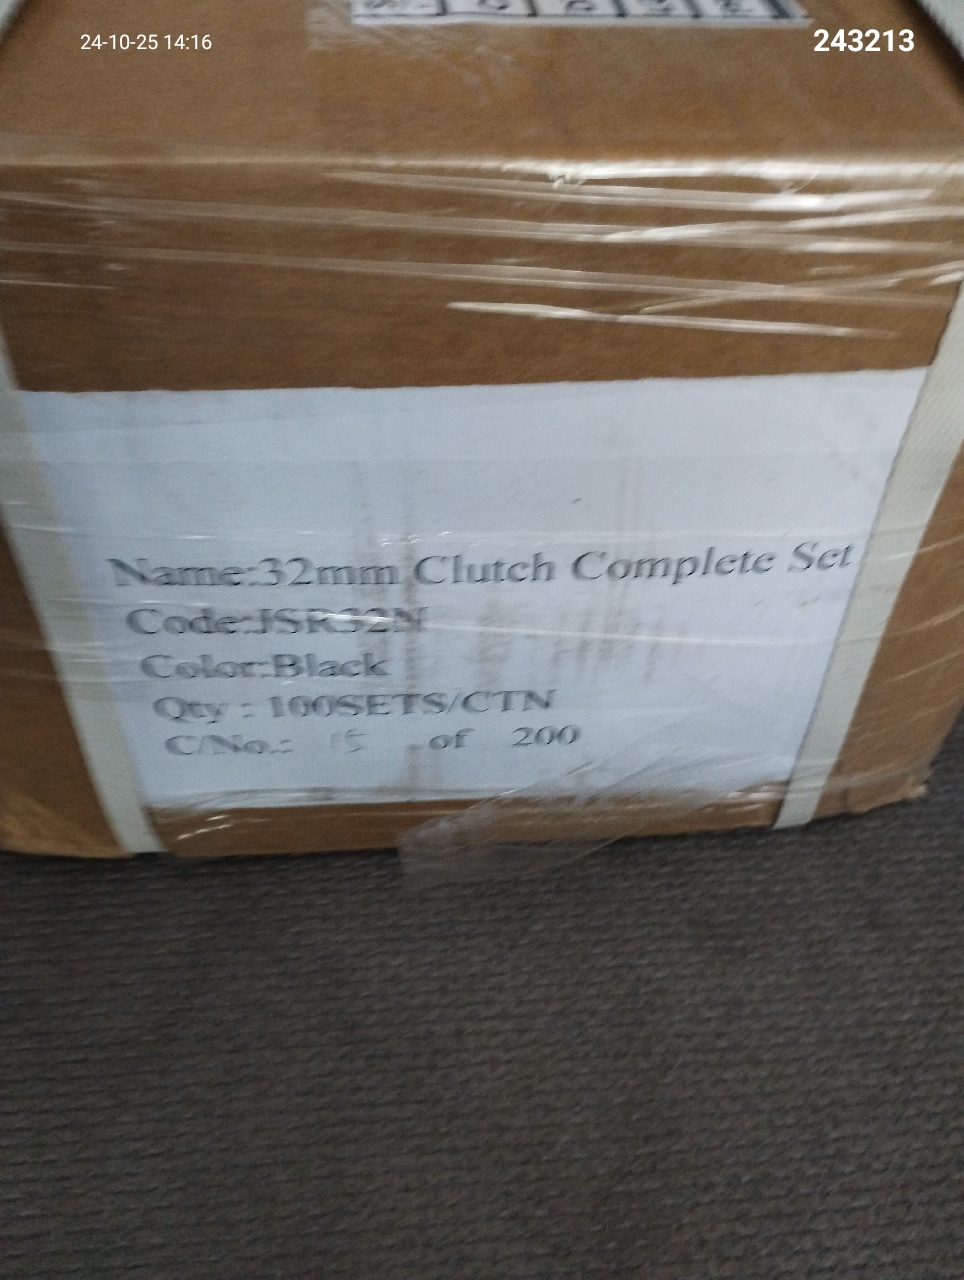 24-10-25 14:16
243213
Name:32mm Clutch Complete Set
Code:JSR32N
Color:Black
Qty : 100SETS/CTN
C/No.: 15 of 200